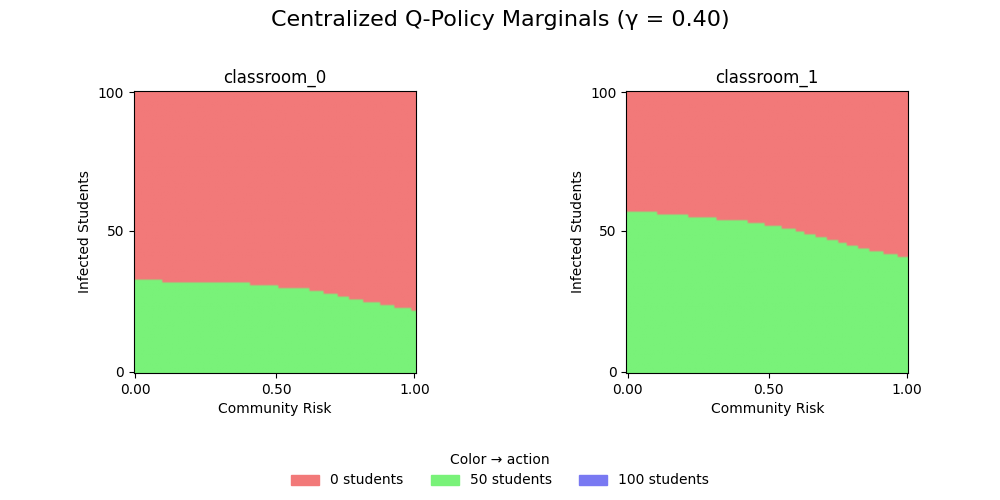 Centralized Q-Policy Marginals (γ = 0.40)
classroom_0
classroom_1
100
50
0
Infected Students
0.00 0.50 1.00
Community Risk
100
50
0
Infected Students
0.00 0.50 1.00
Community Risk
Color → action
0 students 50 students 100 students